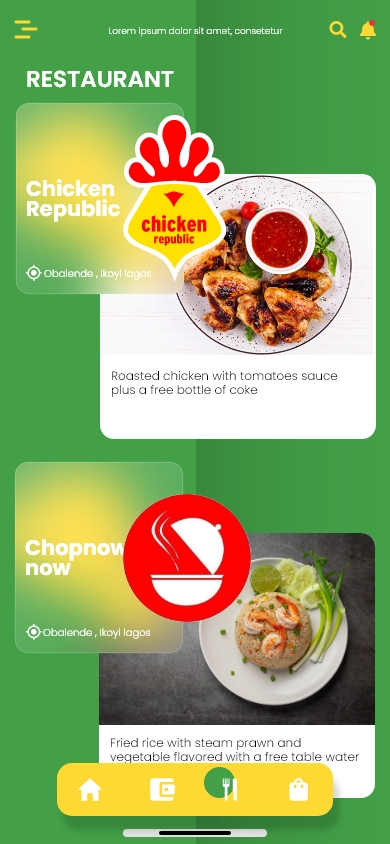 Lorem ipsum dolor sit amet, consetetur
RESTAURANT
Chicken
Republic
chicken
republic
Obalende , Ikoyi lagos
Roasted chicken with tomatoes sauce
plus a free bottle of coke
Chopnow
now
Obalende , Ikoyi lagos
Fried rice with steam prawn and
vegetable flavored with a free table water